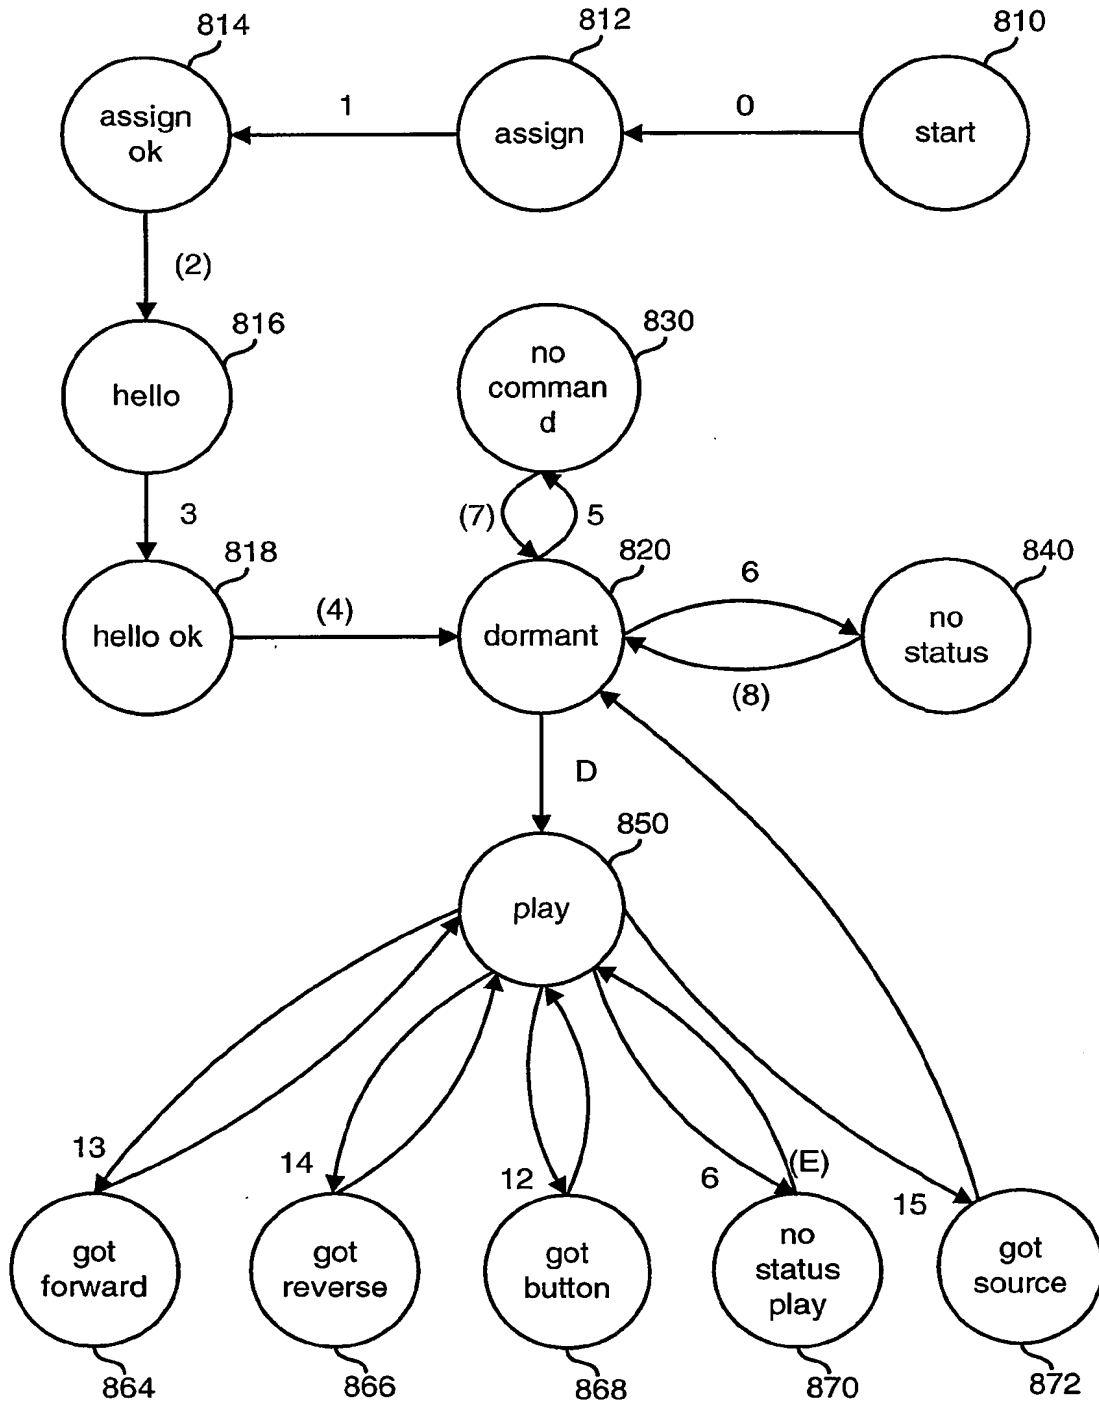 814
812
810
assign
ok
1
assign
0
start
(2)
816
hello
830
no
comman
d
3
(7)
5
818
hello ok
(4)
820
dormant
6
(8)
840
no
status
D
850
play
13
14
12
6
(E)
15
got
forward
got
reverse
got
button
no
status
play
got
source
864
866
868
870
872